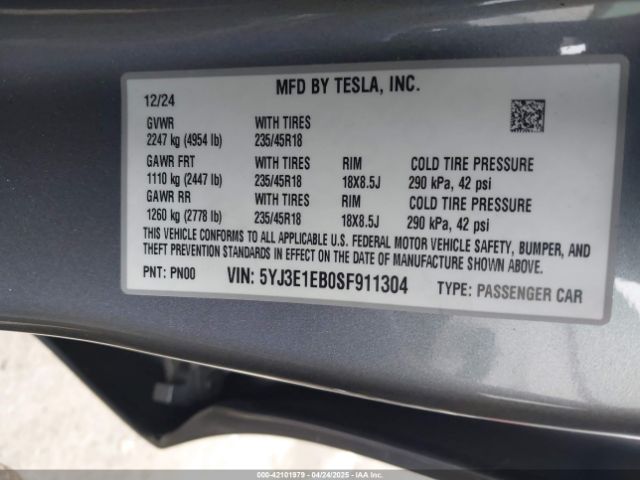 MFD BY TESLA, INC.
12/24
GVWR WITH TIRES
2247 kg (4954 lb) 235/45R18
GAWR FRT WITH TIRES RIM COLD TIRE PRESSURE
1110 kg (2447 lb) 235/45R18 18X8.5J 290 kPa, 42 psi
GAWR RR WITH TIRES RIM COLD TIRE PRESSURE
1260 kg (2778 lb) 235/45R18 18X8.5J 290 kPa, 42 psi
THIS VEHICLE CONFORMS TO ALL APPLICABLE U.S. FEDERAL MOTOR VEHICLE SAFETY, BUMPER, AND
THEFT PREVENTION STANDARDS IN EFFECT ON THE DATE OF MANUFACTURE SHOWN ABOVE.
PNT: PN00 VIN: 5YJ3E1EB0SF911304 TYPE: PASSENGER CAR
000-42101979 - 04/24/2025 - IAA Inc.